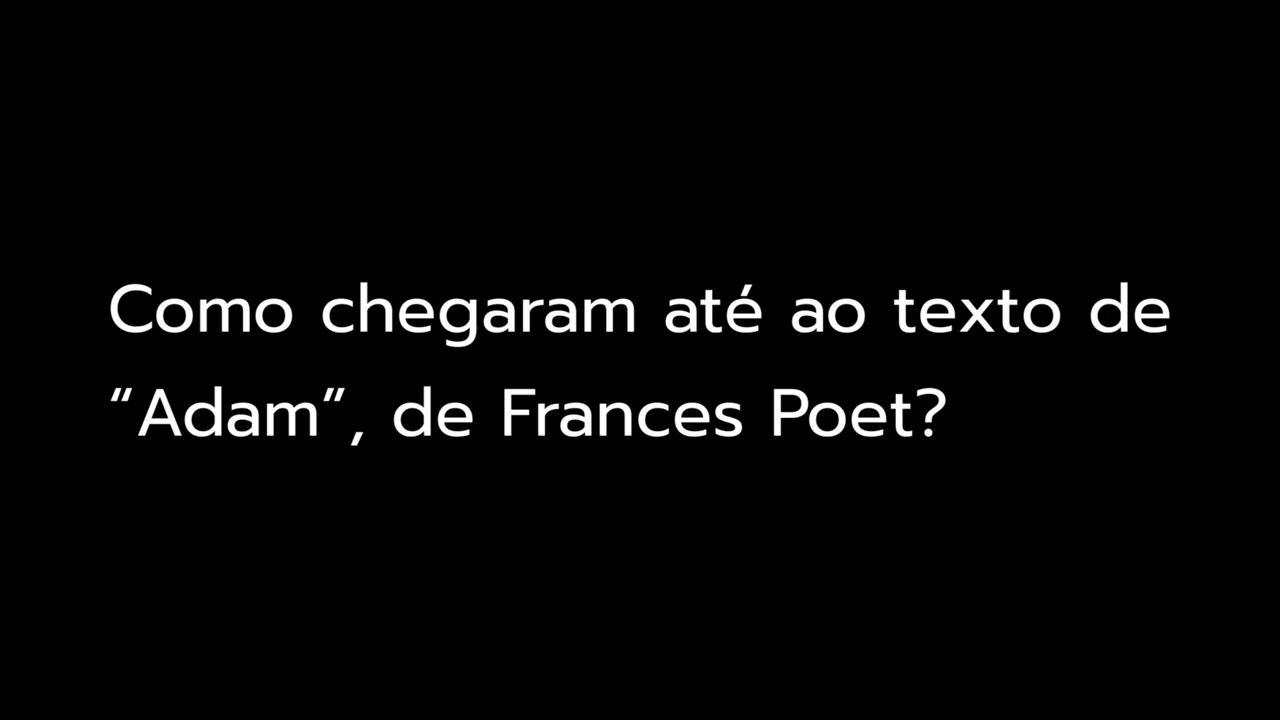 Como chegaram até ao texto de
“Adam”, de Frances Poet?